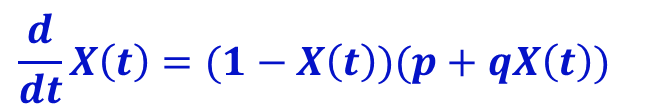 d/dt X(t) = (1 − X(t))(p + qX(t))